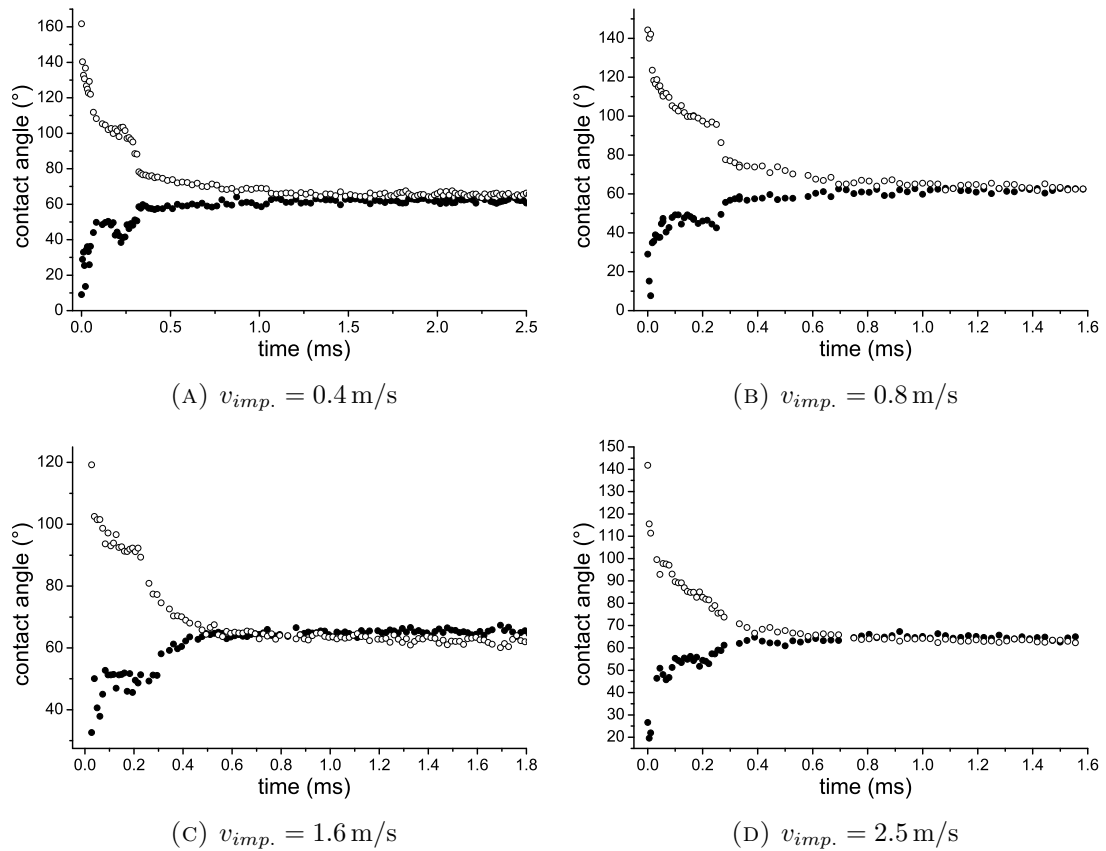 160
140
120
100
80
60
40
20
0
contact angle (°)
0.0 0.5 1.0 1.5 2.0 2.5
time (ms)
(A) v_imp. = 0.4 m/s
140
120
100
80
60
40
20
0
contact angle (°)
0.0 0.2 0.4 0.6 0.8 1.0 1.2 1.4 1.6
time (ms)
(B) v_imp. = 0.8 m/s
120
100
80
60
40
contact angle (°)
0.0 0.2 0.4 0.6 0.8 1.0 1.2 1.4 1.6 1.8
time (ms)
(C) v_imp. = 1.6 m/s
150
140
130
120
110
100
90
80
70
60
50
40
30
20
contact angle (°)
0.0 0.2 0.4 0.6 0.8 1.0 1.2 1.4 1.6
time (ms)
(D) v_imp. = 2.5 m/s